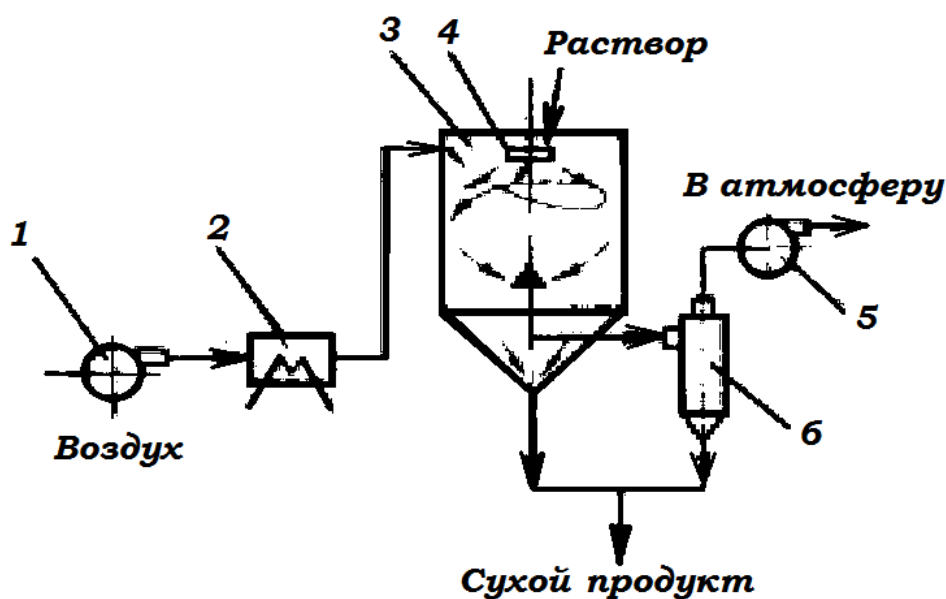 3 4 Раствор
В атмосферу
1 2
5
Воздух
6
Сухой продукт